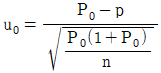 u₀ = (P₀ − p) / √(P₀(1 + P₀) / n)